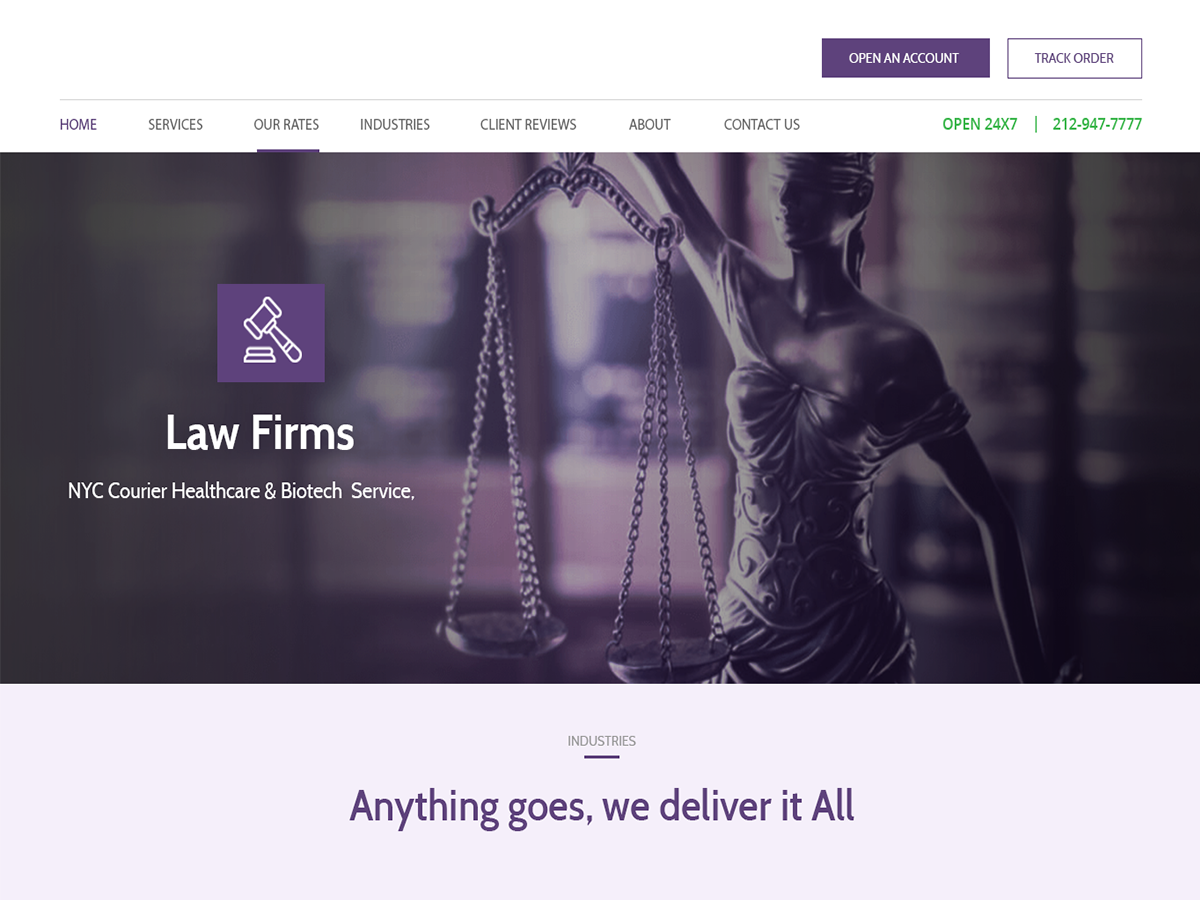 OPEN AN ACCOUNT
TRACK ORDER
HOME
SERVICES
OUR RATES
INDUSTRIES
CLIENT REVIEWS
ABOUT
CONTACT US
OPEN 24X7 | 212-947-7777
Law Firms
NYC Courier Healthcare & Biotech Service,
INDUSTRIES
Anything goes, we deliver it All